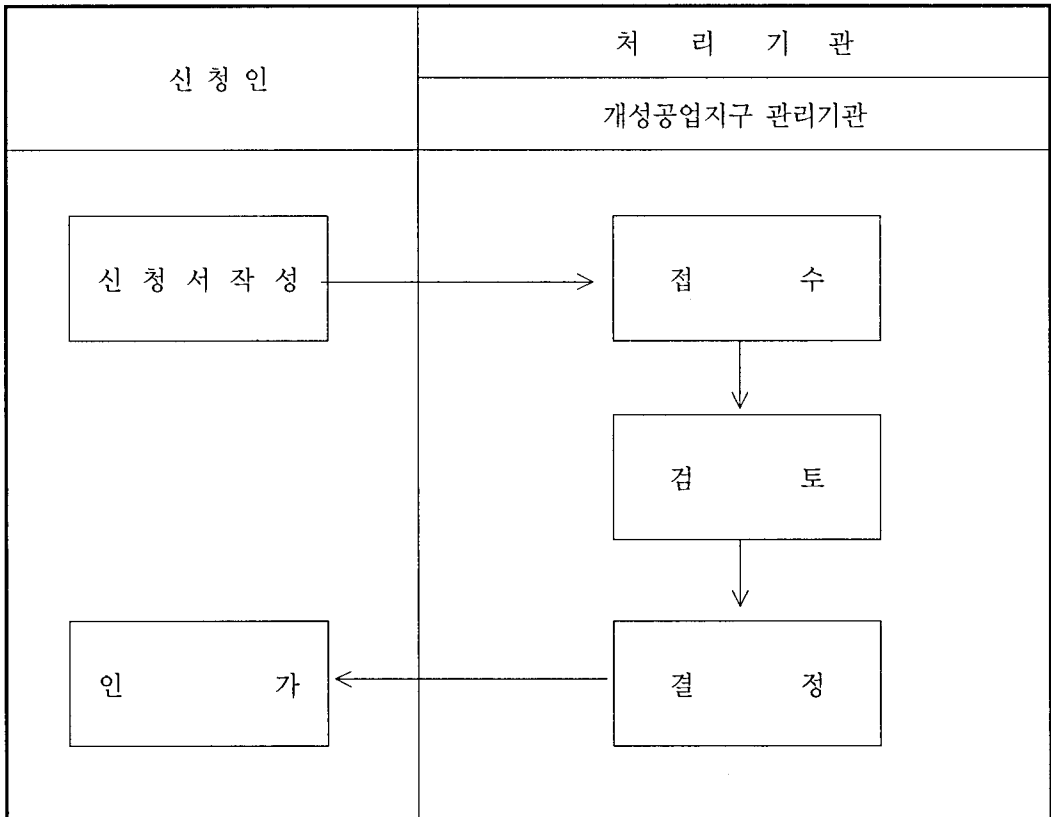 신 청 인
처 리 기 관
개성공업지구 관리기관
신 청 서 작 성
접 수
검 토
인 가
결 정